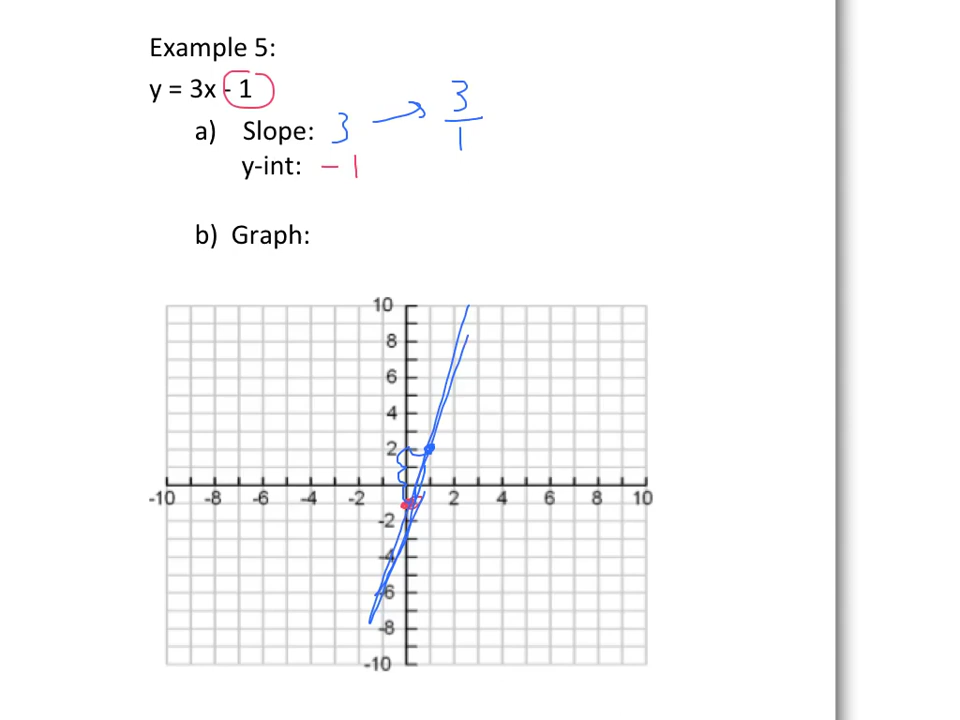 Example 5:
y = 3x - 1
a) Slope: 3 → 3/1
y-int: - 1
b) Graph:
10
8
6
4
2
-10 -8 -6 -4 -2 0 2 4 6 8 10
-2
-4
-6
-8
-10